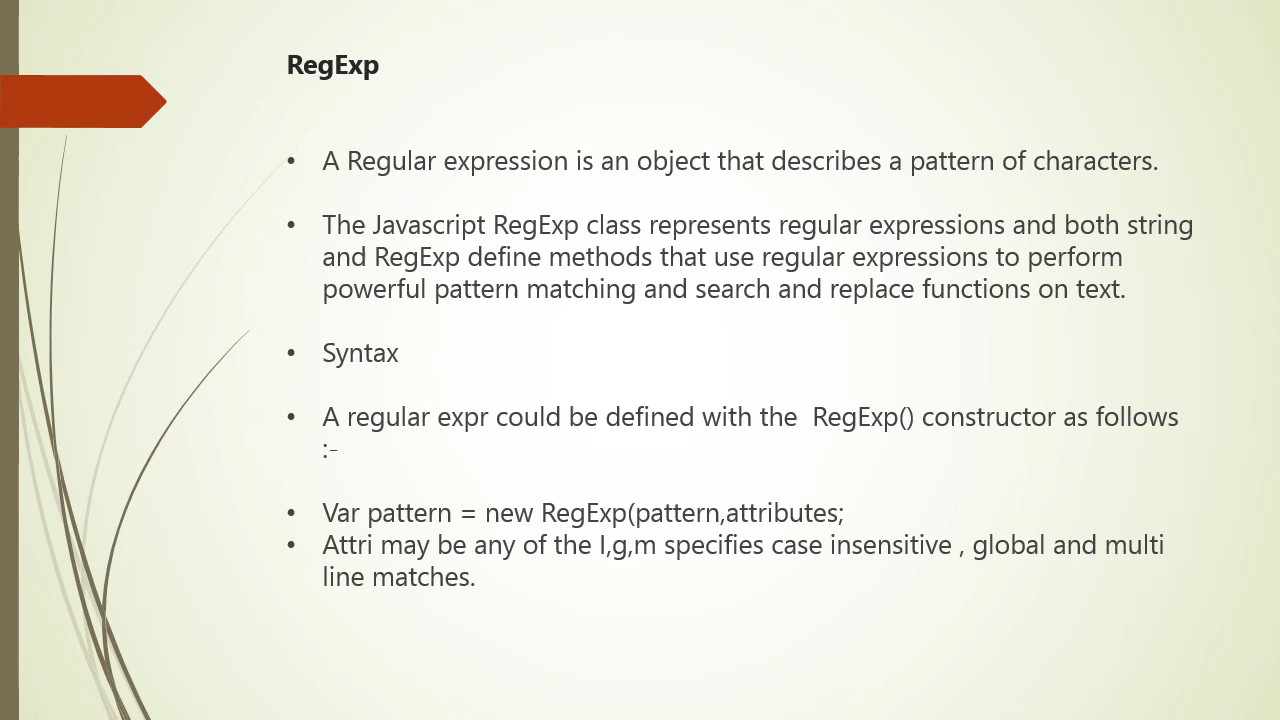 RegExp
• A Regular expression is an object that describes a pattern of characters.
• The Javascript RegExp class represents regular expressions and both string
and RegExp define methods that use regular expressions to perform
powerful pattern matching and search and replace functions on text.
• Syntax
• A regular expr could be defined with the  RegExp() constructor as follows
:-
• Var pattern = new RegExp(pattern,attributes;
• Attri may be any of the I,g,m specifies case insensitive , global and multi
line matches.